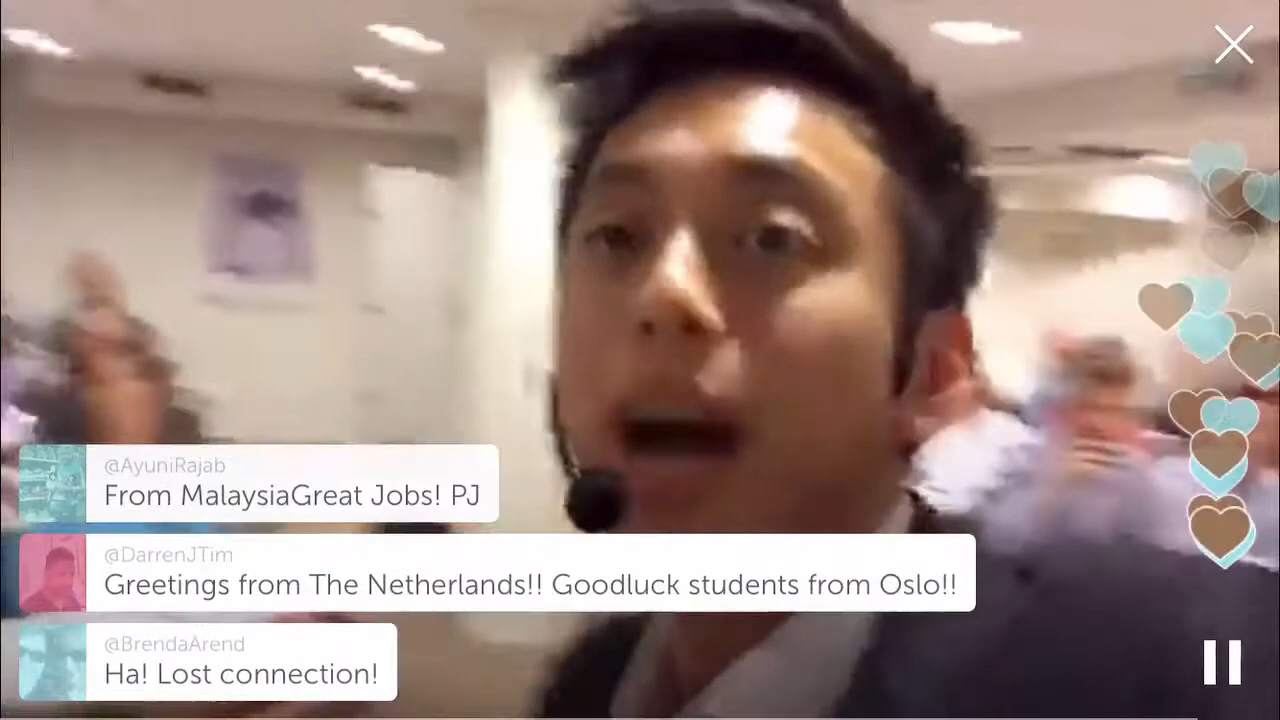 @AyuniRajab
From MalaysiaGreat Jobs! PJ
@DarrenJTim
Greetings from The Netherlands!! Goodluck students from Oslo!!
@BrendaArend
Ha! Lost connection!